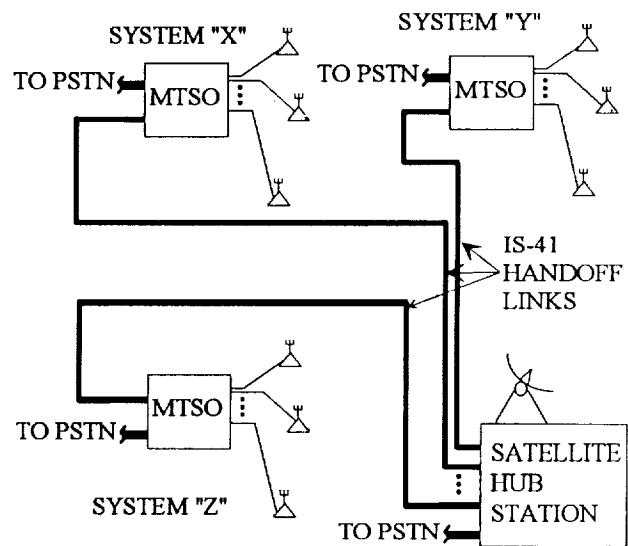 SYSTEM "X"
TO PSTN
MTSO
SYSTEM "Y"
TO PSTN
MTSO
IS-41
HANDOFF
LINKS
MTSO
TO PSTN
SYSTEM "Z"
SATELLITE
HUB
STATION
TO PSTN